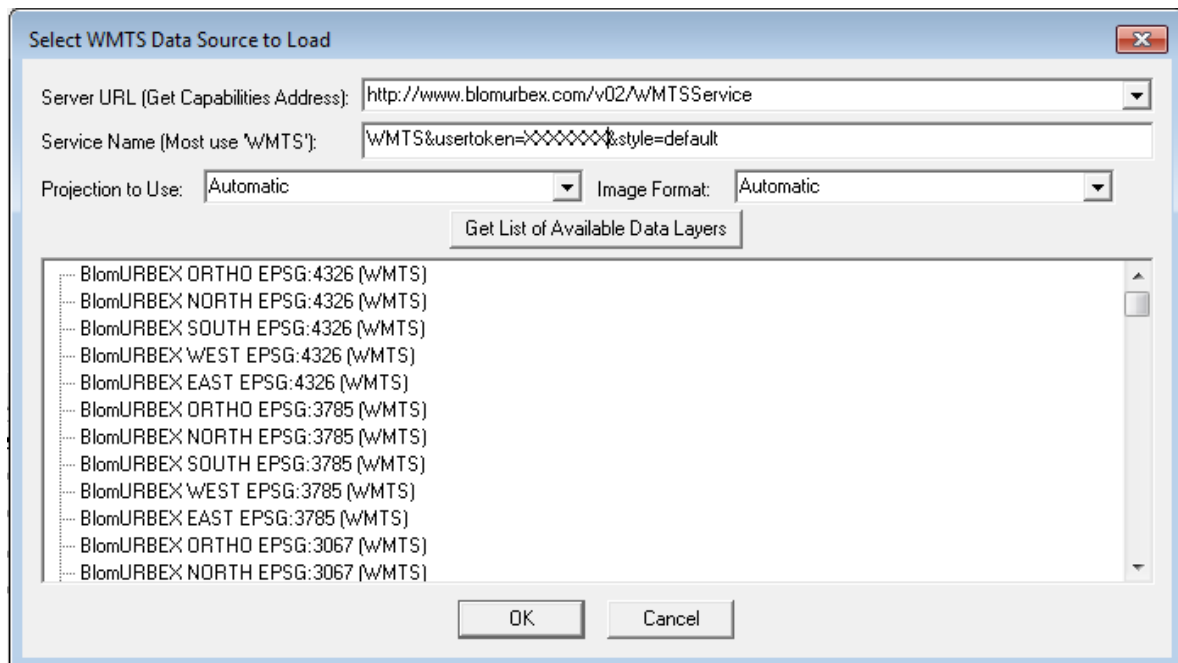 Select WMTS Data Source to Load
Server URL (Get Capabilities Address): http://www.blomurbex.com/v02/WMTSService
Service Name (Most use 'WMTS'): WMTS&usertoken=XXXXXXX&style=default
Projection to Use: Automatic Image Format: Automatic
Get List of Available Data Layers
BlomURBEX ORTHO EPSG:4326 (WMTS)
BlomURBEX NORTH EPSG:4326 (WMTS)
BlomURBEX SOUTH EPSG:4326 (WMTS)
BlomURBEX WEST EPSG:4326 (WMTS)
BlomURBEX EAST EPSG:4326 (WMTS)
BlomURBEX ORTHO EPSG:3785 (WMTS)
BlomURBEX NORTH EPSG:3785 (WMTS)
BlomURBEX SOUTH EPSG:3785 (WMTS)
BlomURBEX WEST EPSG:3785 (WMTS)
BlomURBEX EAST EPSG:3785 (WMTS)
BlomURBEX ORTHO EPSG:3067 (WMTS)
BlomURBEX NORTH EPSG:3067 (WMTS)
OK Cancel